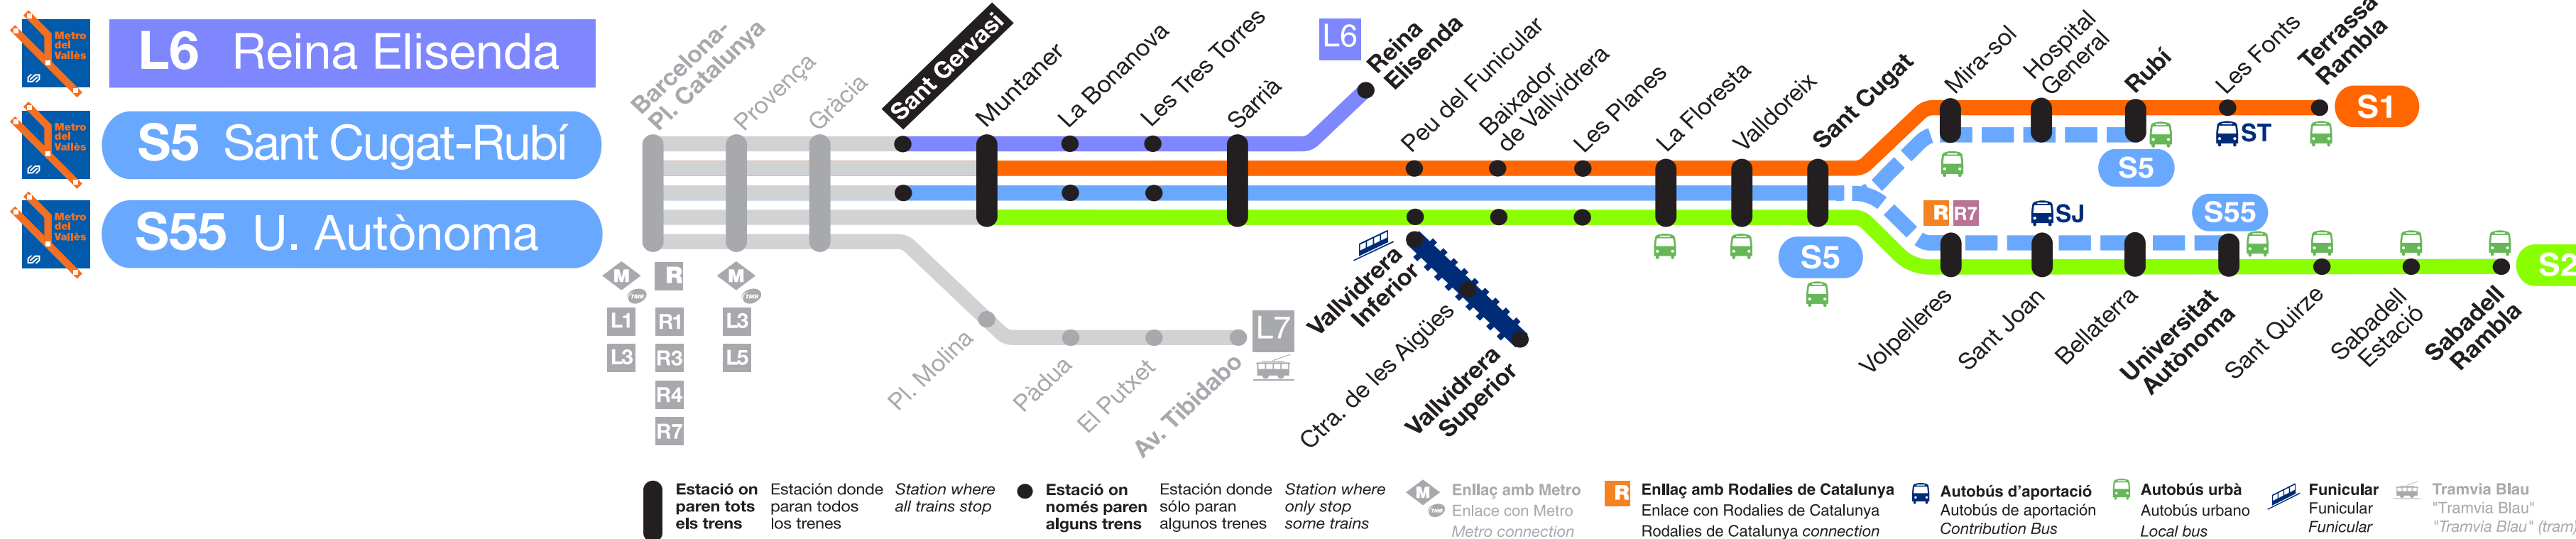 Metro
del
Vallès
L6 Reina Elisenda
Metro
del
Vallès
S5 Sant Cugat-Rubí
Metro
del
Vallès
S55 U. Autònoma
Barcelona-
Pl. Catalunya
Provença
Gràcia
Sant Gervasi
Muntaner
La Bonanova
Les Tres Torres
Sarrià
L6
Reina
Elisenda
Peu del Funicular
Baixador
de Vallvidrera
Les Planes
La Floresta
Valldoreix
Sant Cugat
Mira-sol
Hospital
General
Rubí
Les Fonts
Terrassa
Rambla
S1
ST
S5
S5
R R7
SJ
S55
S2
M
TMB
L1
L3
R
R1
R3
R4
R7
M
TMB
L3
L5
Pl. Molina
Pàdua
El Putxet
Av. Tibidabo
L7
Vallvidrera
Inferior
Ctra. de les Aigües
Vallvidrera
Superior
Volpelleres
Sant Joan
Bellaterra
Universitat
Autònoma
Sant Quirze
Sabadell
Estació
Sabadell
Rambla
Estació on
paren tots
els trens
Estación donde
paran todos
los trenes
Station where
all trains stop
Estació on
només paren
alguns trens
Estación donde
sólo paran
algunos trenes
Station where
only stop
some trains
M
TMB
Enllaç amb Metro
Enlace con Metro
Metro connection
R
Enllaç amb Rodalies de Catalunya
Enlace con Rodalies de Catalunya
Rodalies de Catalunya connection
Autobús d'aportació
Autobús de aportación
Contribution Bus
Autobús urbà
Autobús urbano
Local bus
Funicular
Funicular
Funicular
Tramvia Blau
"Tramvia Blau"
"Tramvia Blau" (tram)